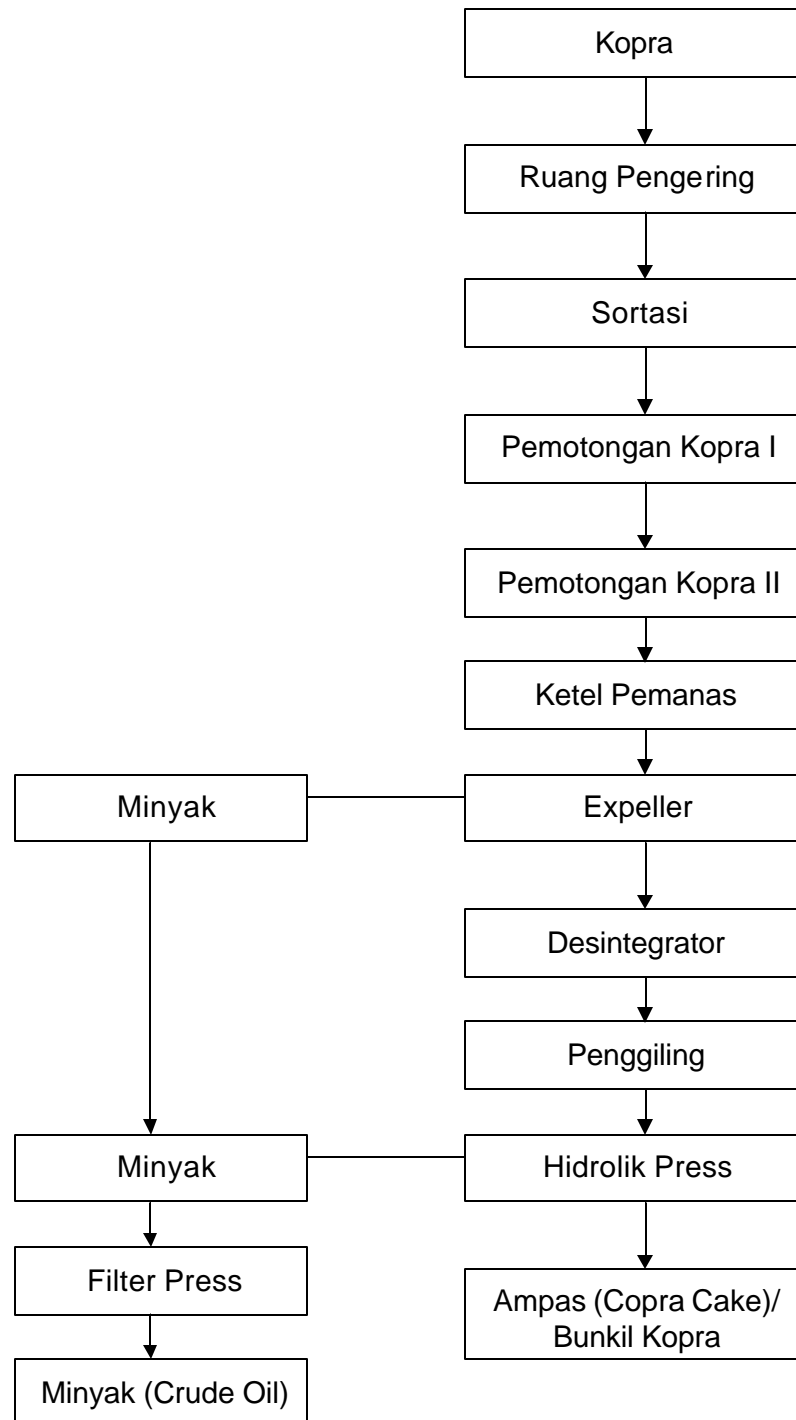 Kopra
Ruang Pengering
Sortasi
Pemotongan Kopra I
Pemotongan Kopra II
Ketel Pemanas
Minyak
Expeller
Desintegrator
Penggiling
Minyak
Hidrolik Press
Filter Press
Ampas (Copra Cake)/
Bunkil Kopra
Minyak (Crude Oil)